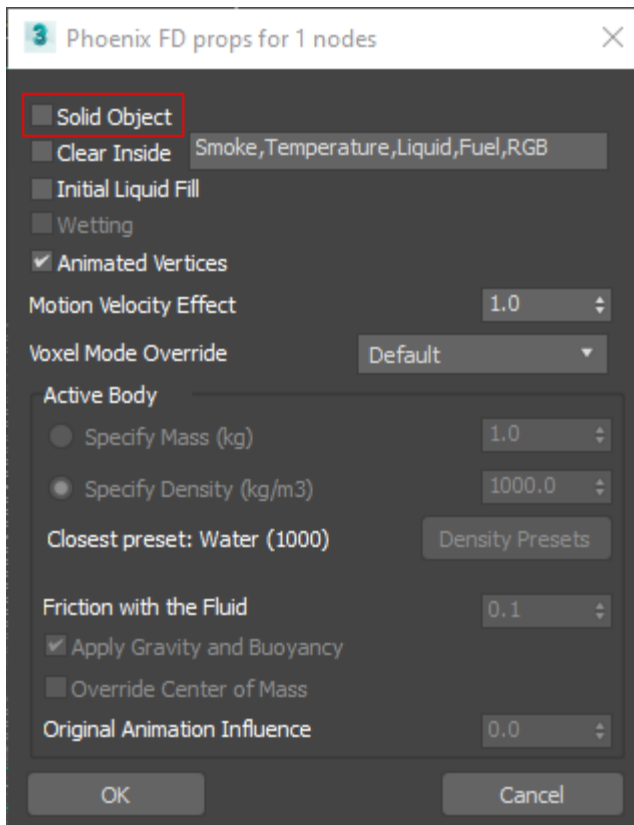 3 Phoenix FD props for 1 nodes
Solid Object
Clear Inside Smoke,Temperature,Liquid,Fuel,RGB
Initial Liquid Fill
Wetting
Animated Vertices
Motion Velocity Effect 1.0
Voxel Mode Override Default
Active Body
Specify Mass (kg) 1.0
Specify Density (kg/m3) 1000.0
Closest preset: Water (1000) Density Presets
Friction with the Fluid 0.1
Apply Gravity and Buoyancy
Override Center of Mass
Original Animation Influence 0.0
OK Cancel